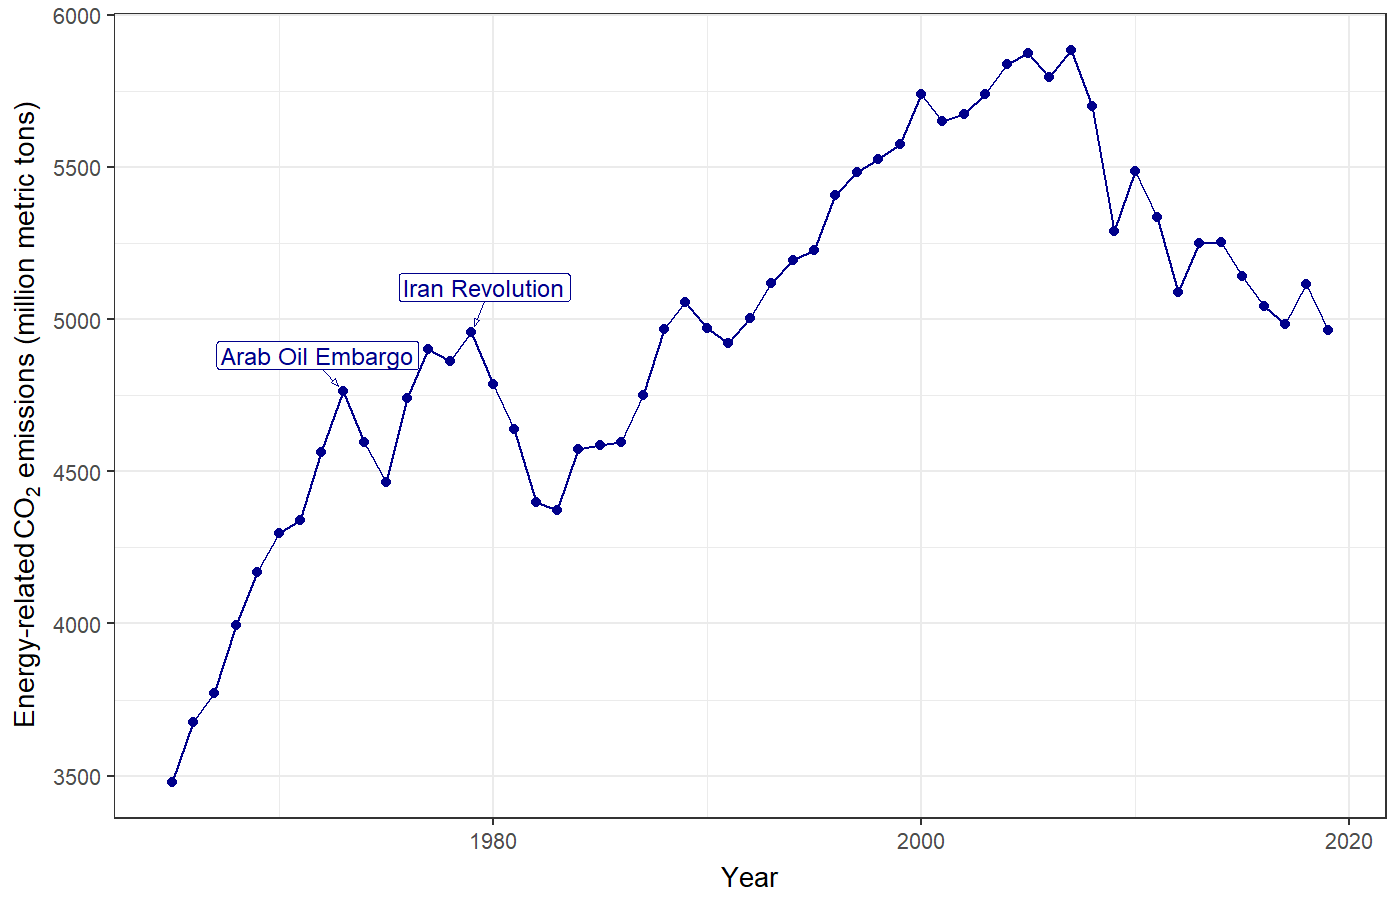 Energy-related CO₂ emissions (million metric tons)
6000
5500
5000
4500
4000
3500
Iran Revolution
Arab Oil Embargo
1980
2000
2020
Year